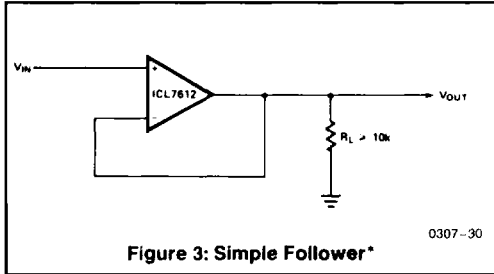 VIN
+
ICL7612
−
VOUT
RL > 10k
0307-30
Figure 3: Simple Follower*